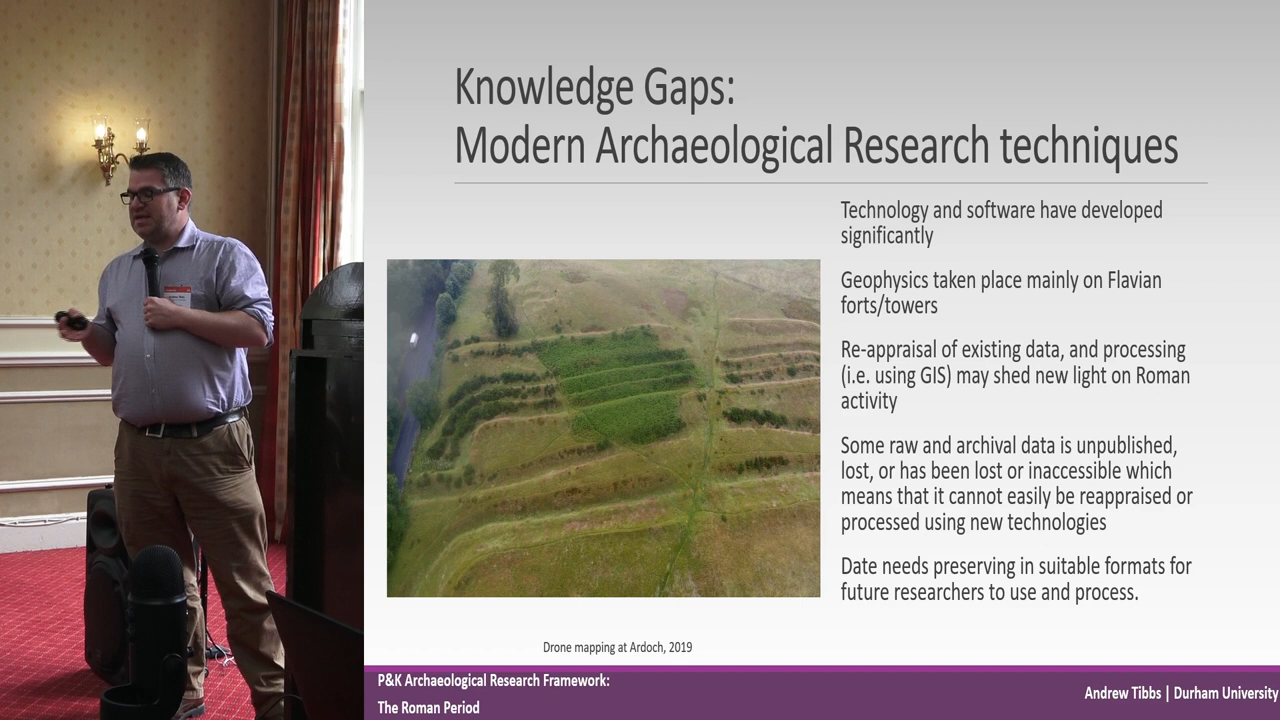 Knowledge Gaps:
Modern Archaeological Research techniques
Technology and software have developed
significantly
Geophysics taken place mainly on Flavian
forts/towers
Re-appraisal of existing data, and processing
(i.e. using GIS) may shed new light on Roman
activity
Some raw and archival data is unpublished,
lost, or has been lost or inaccessible which
means that it cannot easily be reappraised or
processed using new technologies
Date needs preserving in suitable formats for
future researchers to use and process.
Drone mapping at Ardoch, 2019
P&K Archaeological Research Framework:
The Roman Period
Andrew Tibbs | Durham University